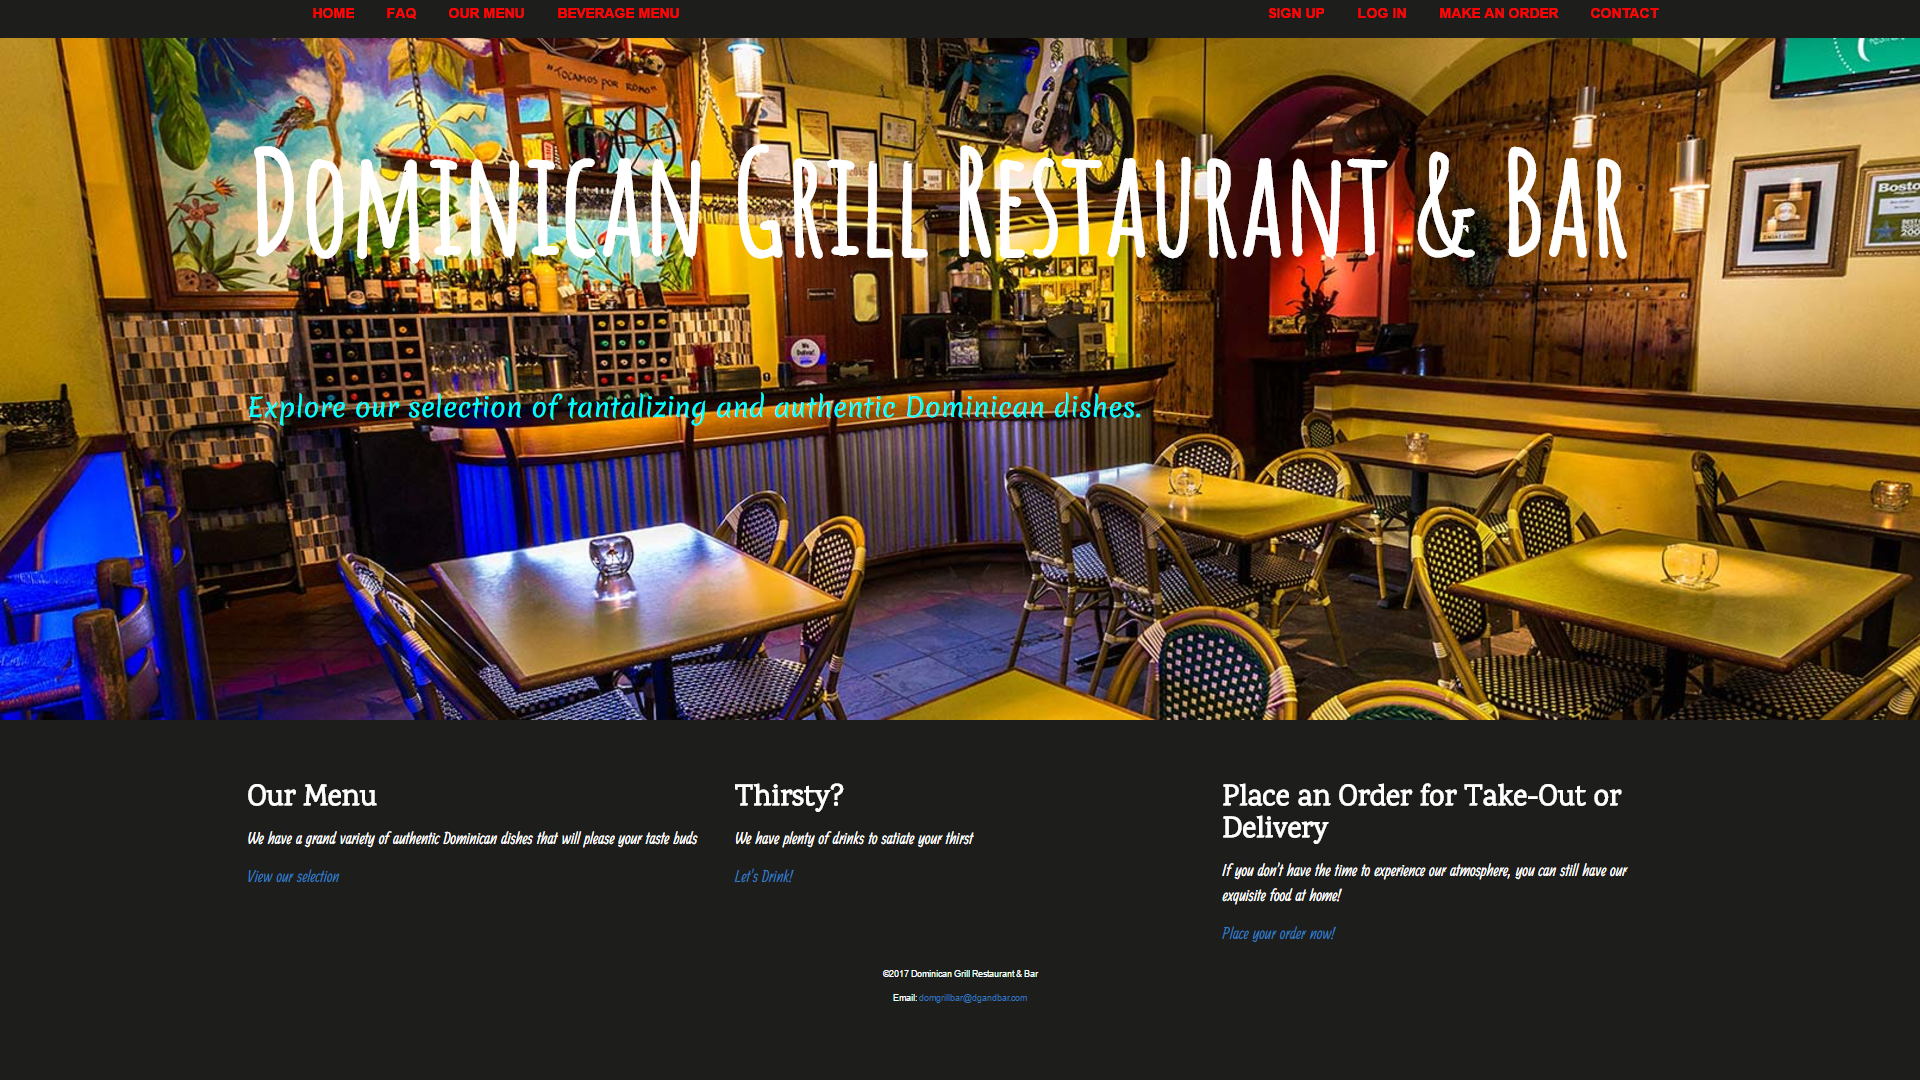 HOME FAQ OUR MENU BEVERAGE MENU SIGN UP LOG IN MAKE AN ORDER CONTACT
"TOCAMOS POR ROMO"
Dominican Grill Restaurant & Bar
Explore our selection of tantalizing and authentic Dominican dishes.
Our Menu
We have a grand variety of authentic Dominican dishes that will please your taste buds
View our selection
Thirsty?
We have plenty of drinks to satiate your thirst
Let's Drink!
Place an Order for Take-Out or
Delivery
If you don't have the time to experience our atmosphere, you can still have our
exquisite food at home!
Place your order now!
©2017 Dominican Grill Restaurant & Bar
Email: domgrillbar@dgandbar.com